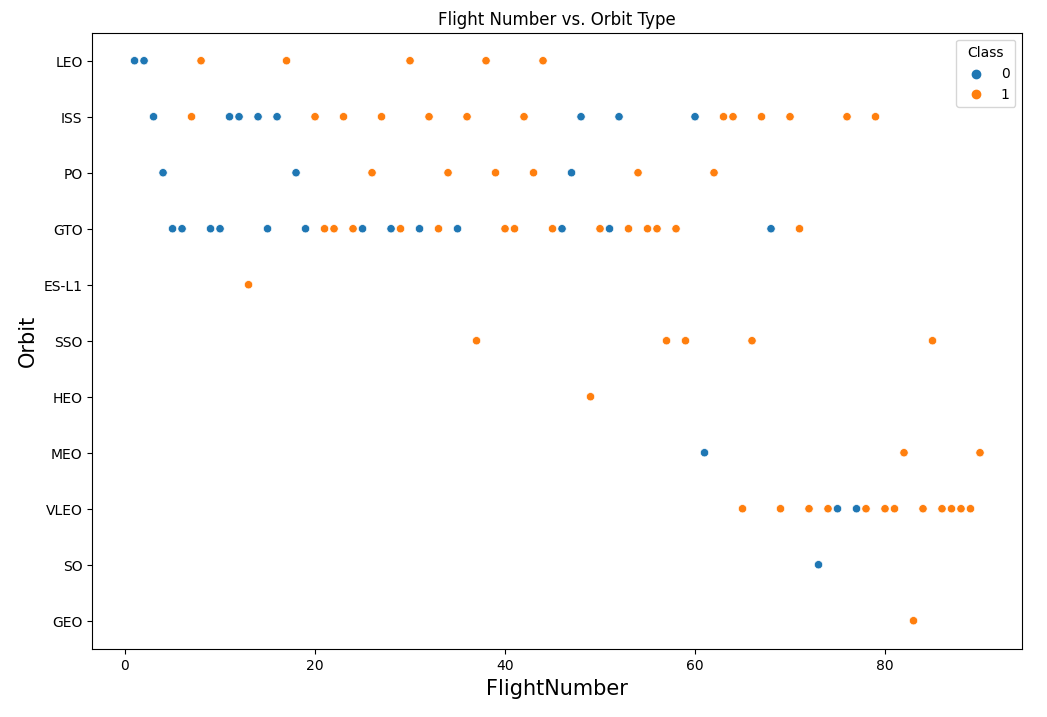 Flight Number vs. Orbit Type
Class
0
1
LEO
ISS
PO
GTO
ES-L1
SSO
HEO
MEO
VLEO
SO
GEO
Orbit
0 20 40 60 80
FlightNumber